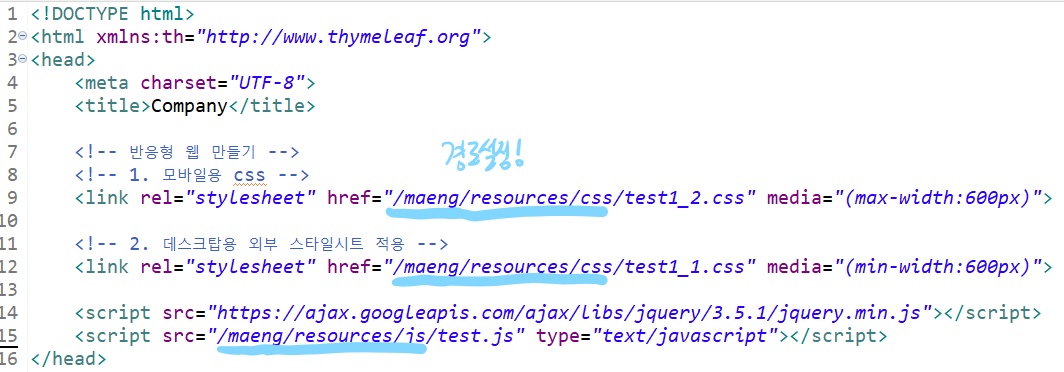 1 <!DOCTYPE html>
2 <html xmlns:th="http://www.thymeleaf.org">
3 <head>
4 <meta charset="UTF-8">
5 <title>Company</title>
6
7 <!-- 반응형 웹 만들기 -->
경로설정!
8 <!-- 1. 모바일용 css -->
9 <link rel="stylesheet" href="/maeng/resources/css/test1_2.css" media="(max-width:600px)">
10
11 <!-- 2. 데스크탑용 외부 스타일시트 적용 -->
12 <link rel="stylesheet" href="/maeng/resources/css/test1_1.css" media="(min-width:600px)">
13
14 <script src="https://ajax.googleapis.com/ajax/libs/jquery/3.5.1/jquery.min.js"></script>
15 <script src="/maeng/resources/js/test.js" type="text/javascript"></script>
16 </head>